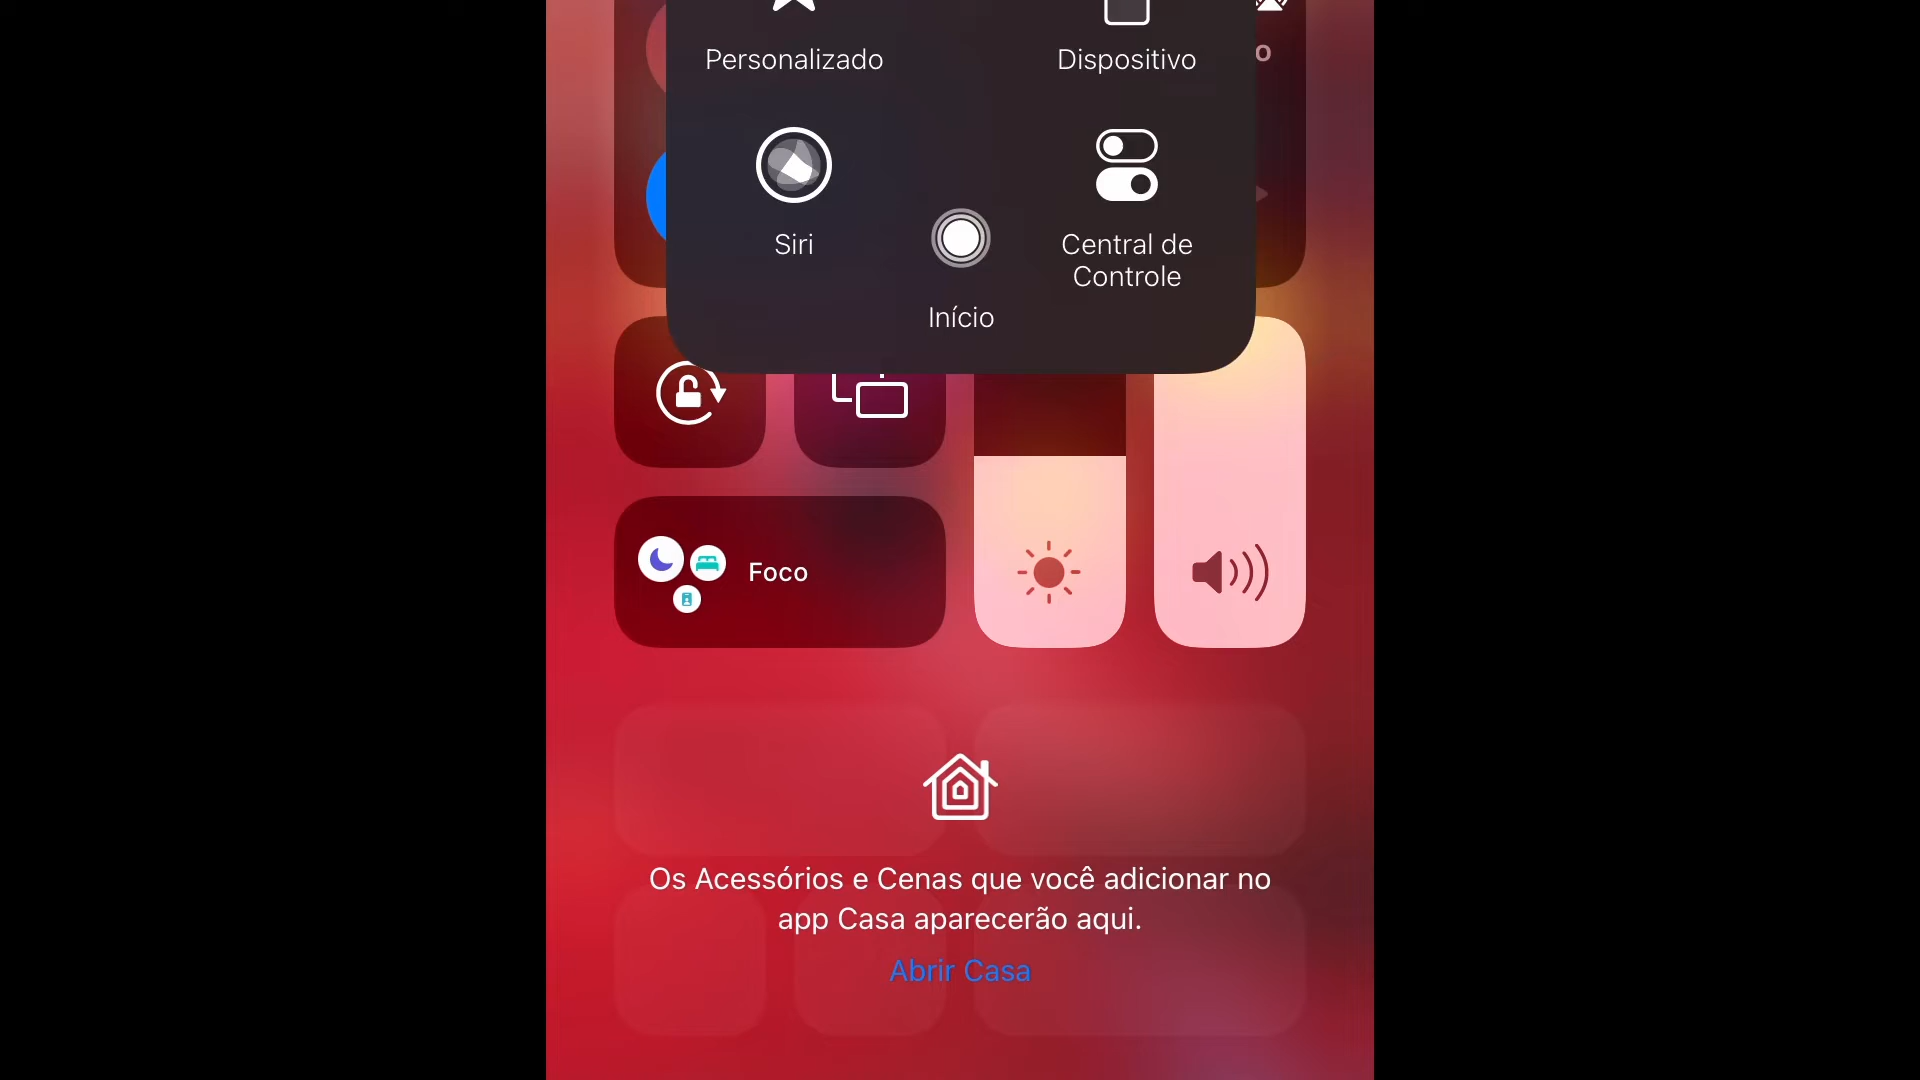 Personalizado
Dispositivo
Siri
Central de
Controle
Início
Foco
Os Acessórios e Cenas que você adicionar no
app Casa aparecerão aqui.
Abrir Casa